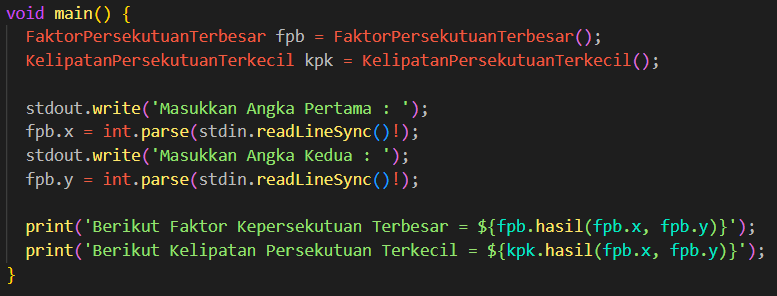 void main() {
  FaktorPersekutuanTerbesar fpb = FaktorPersekutuanTerbesar();
  KelipatanPersekutuanTerkecil kpk = KelipatanPersekutuanTerkecil();
  stdout.write('Masukkan Angka Pertama : ');
  fpb.x = int.parse(stdin.readLineSync()!);
  stdout.write('Masukkan Angka Kedua : ');
  fpb.y = int.parse(stdin.readLineSync()!);
  print('Berikut Faktor Kepersekutuan Terbesar = ${fpb.hasil(fpb.x, fpb.y)}');
  print('Berikut Kelipatan Persekutuan Terkecil = ${kpk.hasil(fpb.x, fpb.y)}');
}